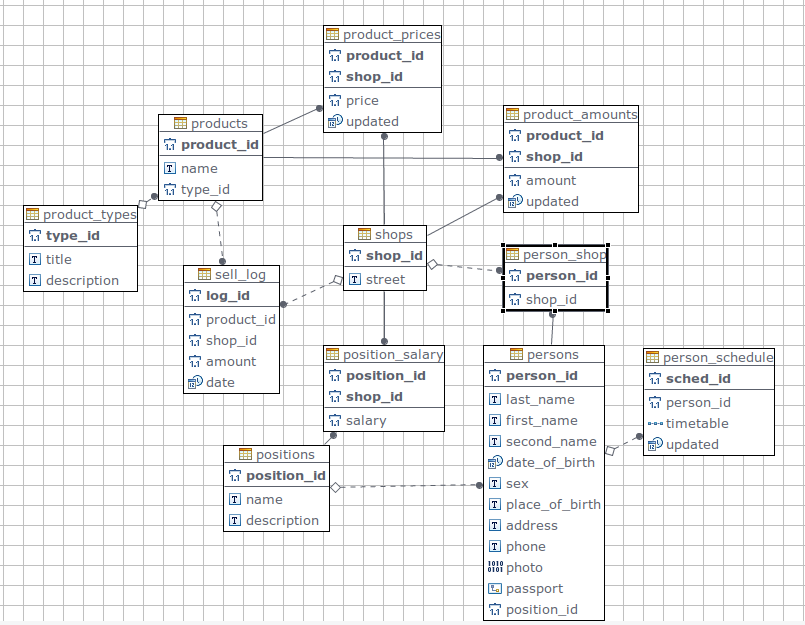 product_prices
product_id
shop_id
price
updated
products
product_id
name
type_id
product_amounts
product_id
shop_id
amount
updated
product_types
type_id
title
description
shops
shop_id
street
person_shop
person_id
shop_id
sell_log
log_id
product_id
shop_id
amount
date
position_salary
position_id
shop_id
salary
persons
person_id
last_name
first_name
second_name
date_of_birth
sex
place_of_birth
address
phone
photo
passport
position_id
person_schedule
sched_id
person_id
timetable
updated
positions
position_id
name
description